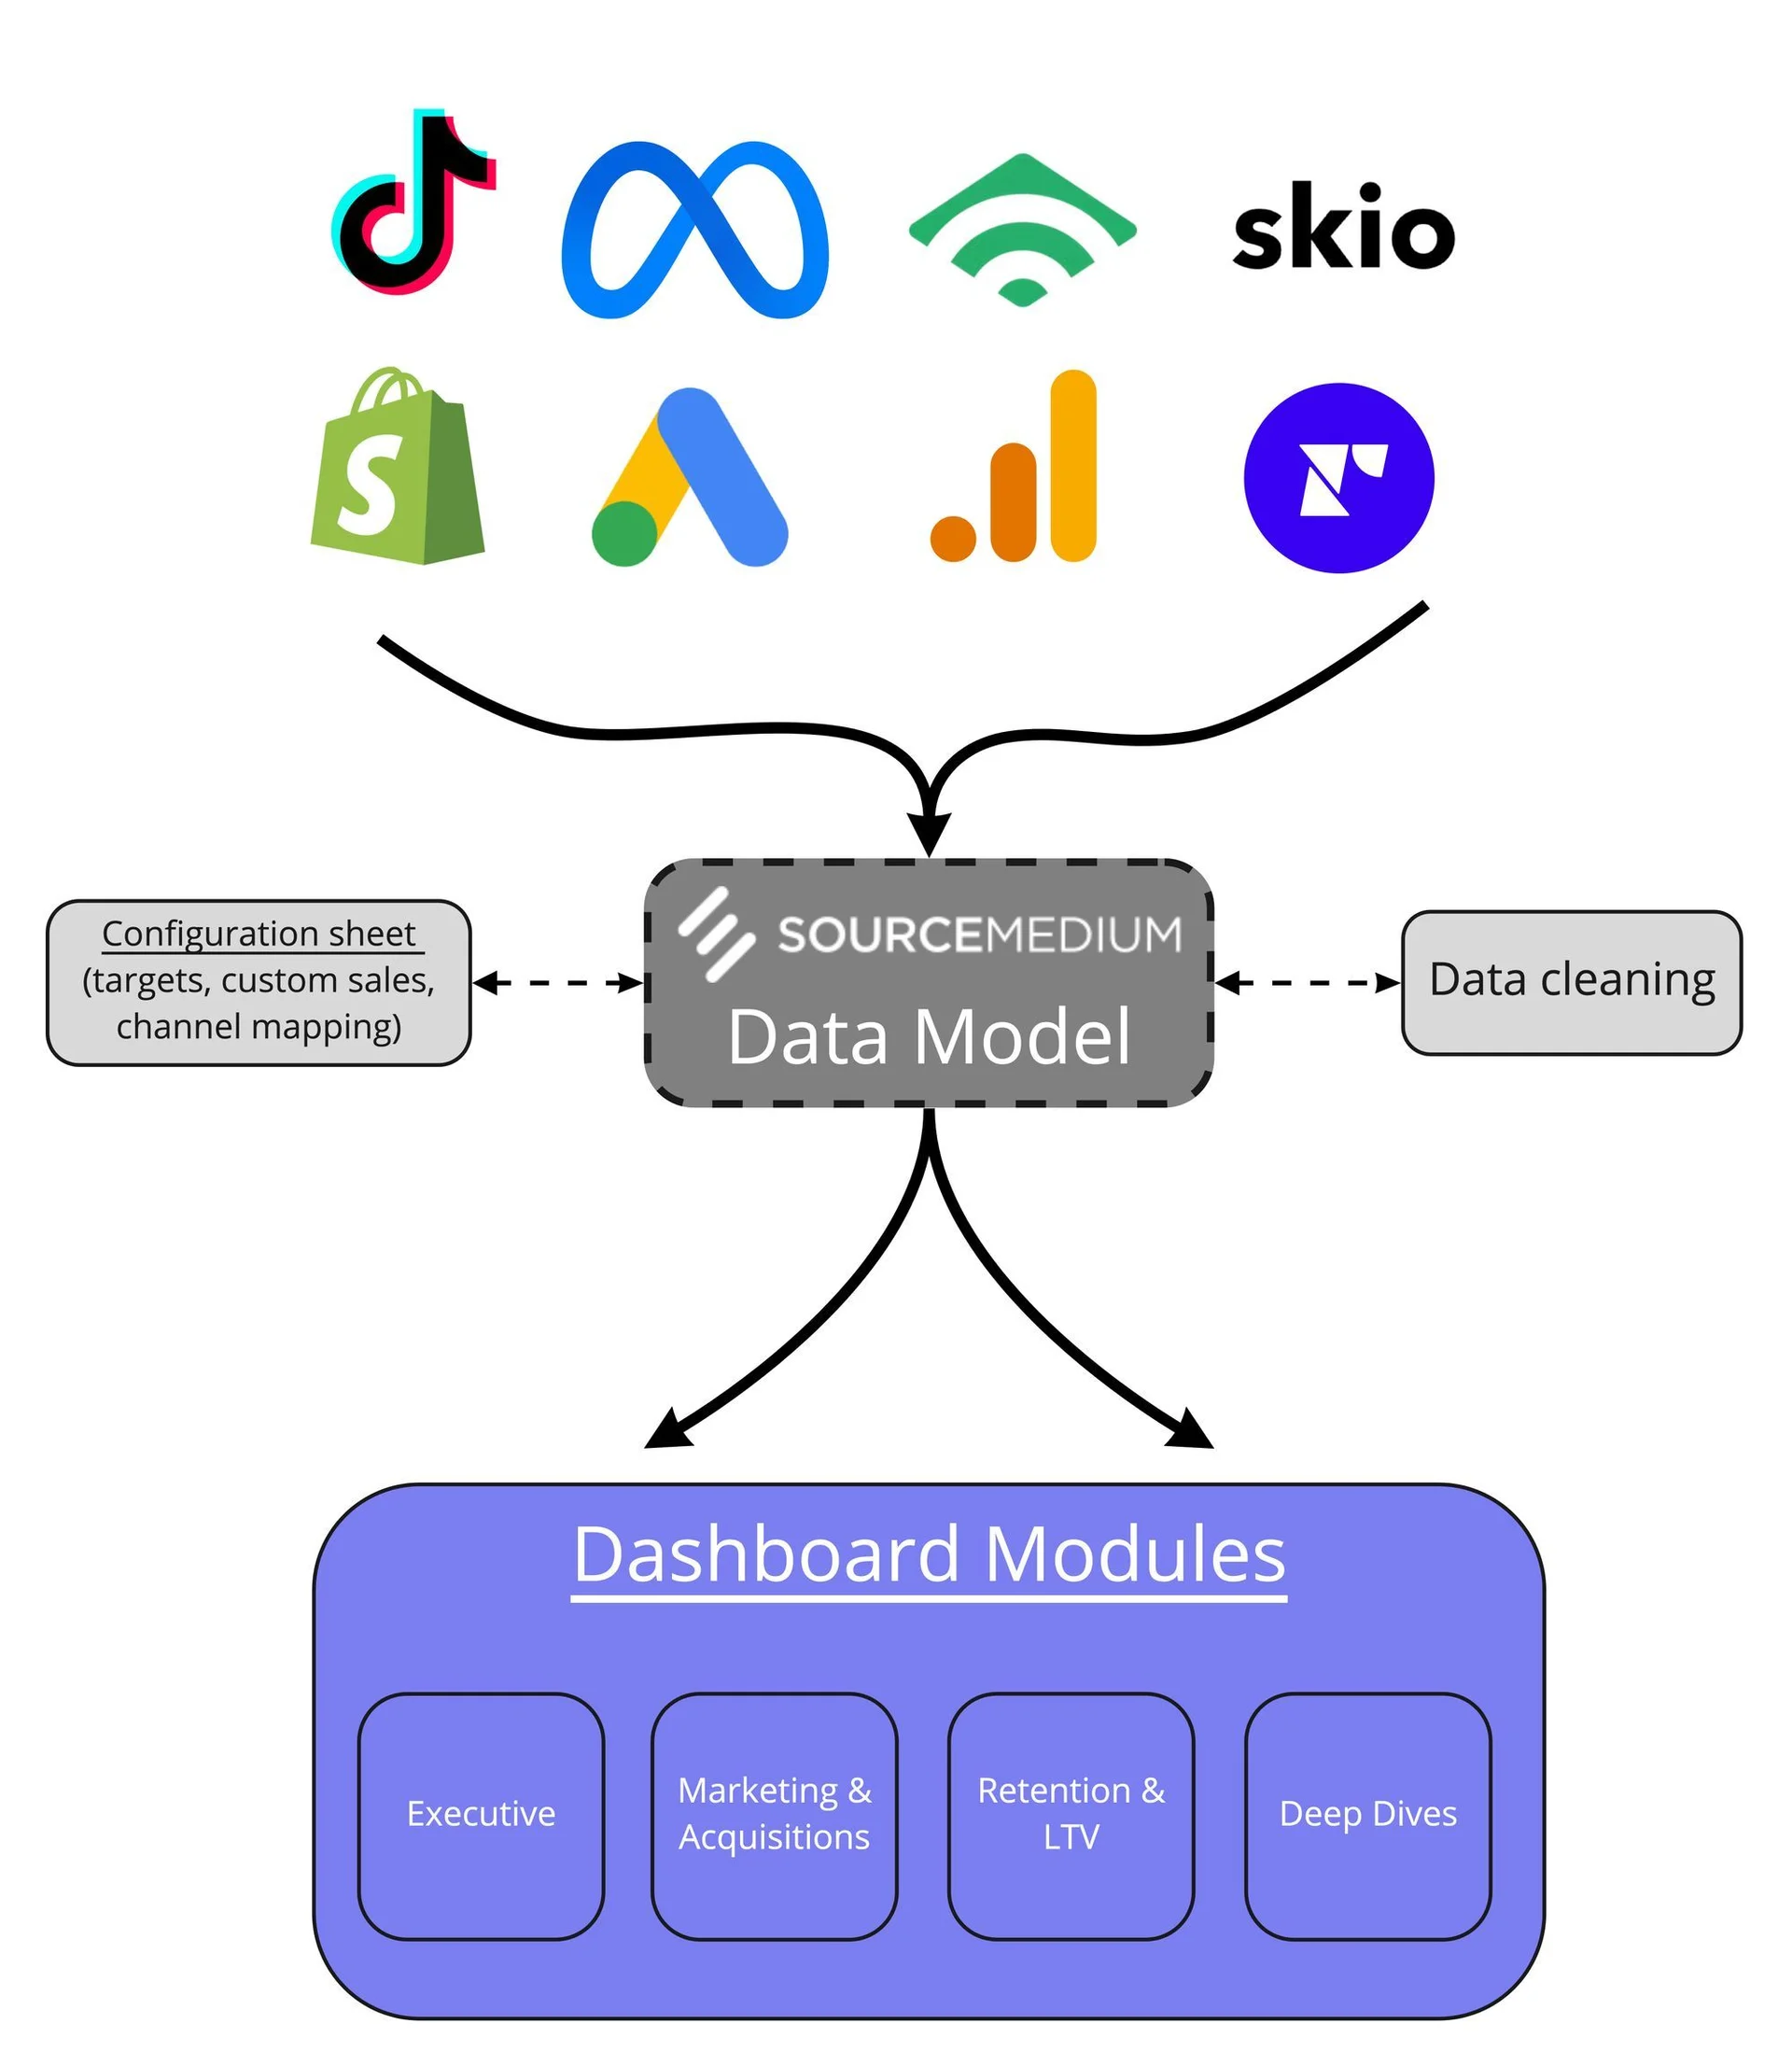 skio
Configuration sheet
(targets, custom sales,
channel mapping)
SOURCEMEDIUM
Data Model
Data cleaning
Dashboard Modules
Executive
Marketing &
Acquisitions
Retention &
LTV
Deep Dives